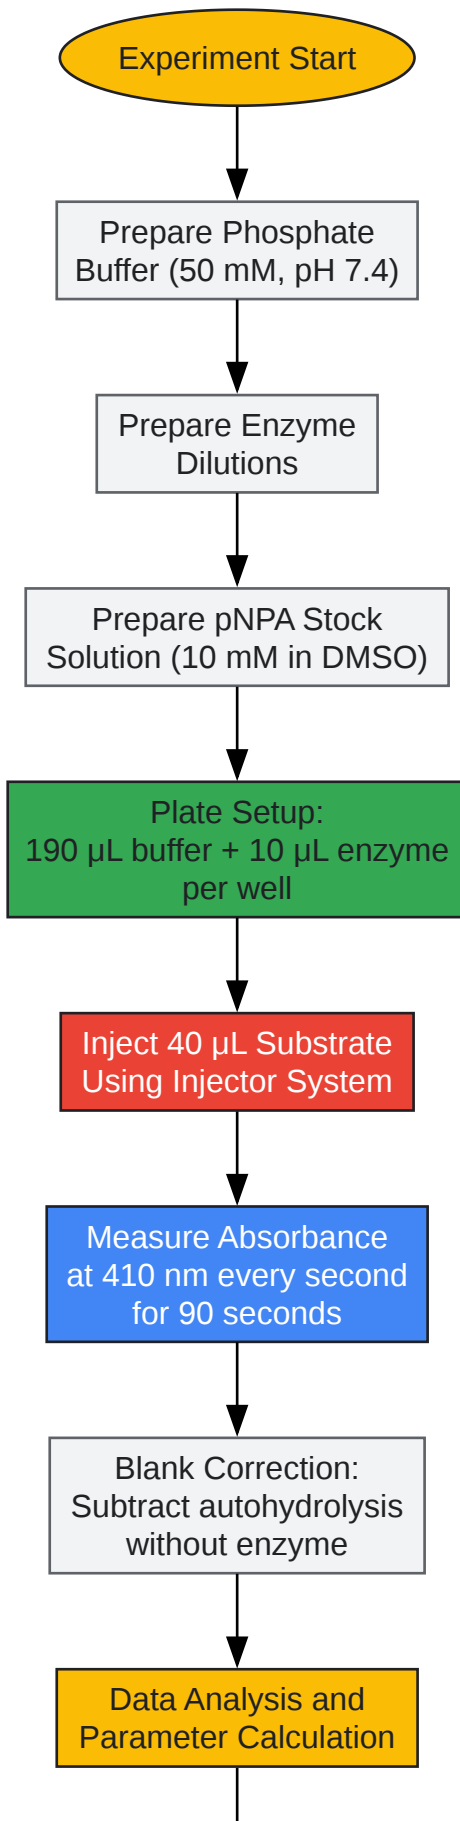 Experiment Start
Prepare Phosphate
Buffer (50 mM, pH 7.4)
Prepare Enzyme
Dilutions
Prepare pNPA Stock
Solution (10 mM in DMSO)
Plate Setup:
190 μL buffer + 10 μL enzyme
per well
Inject 40 μL Substrate
Using Injector System
Measure Absorbance
at 410 nm every second
for 90 seconds
Blank Correction:
Subtract autohydrolysis
without enzyme
Data Analysis and
Parameter Calculation